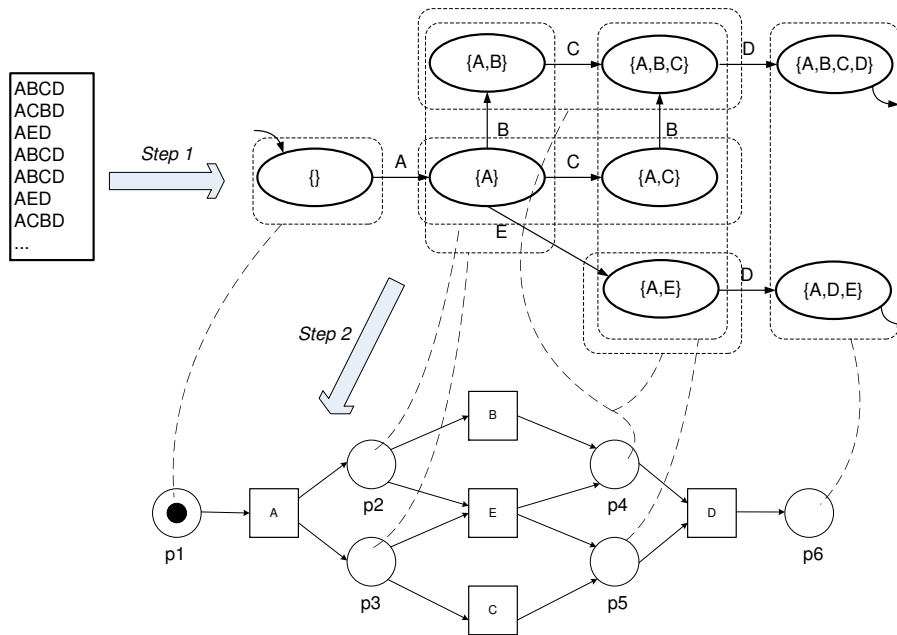 ABCD
ACBD
AED
ABCD
ABCD
AED
ACBD
...
Step 1
{}
A
{A,B}
C
{A,B,C}
D
{A,B,C,D}
B
B
{A}
C
{A,C}
E
{A,E}
D
{A,D,E}
Step 2
B
p2
p4
A
E
D
p1
p6
p3
p5
C